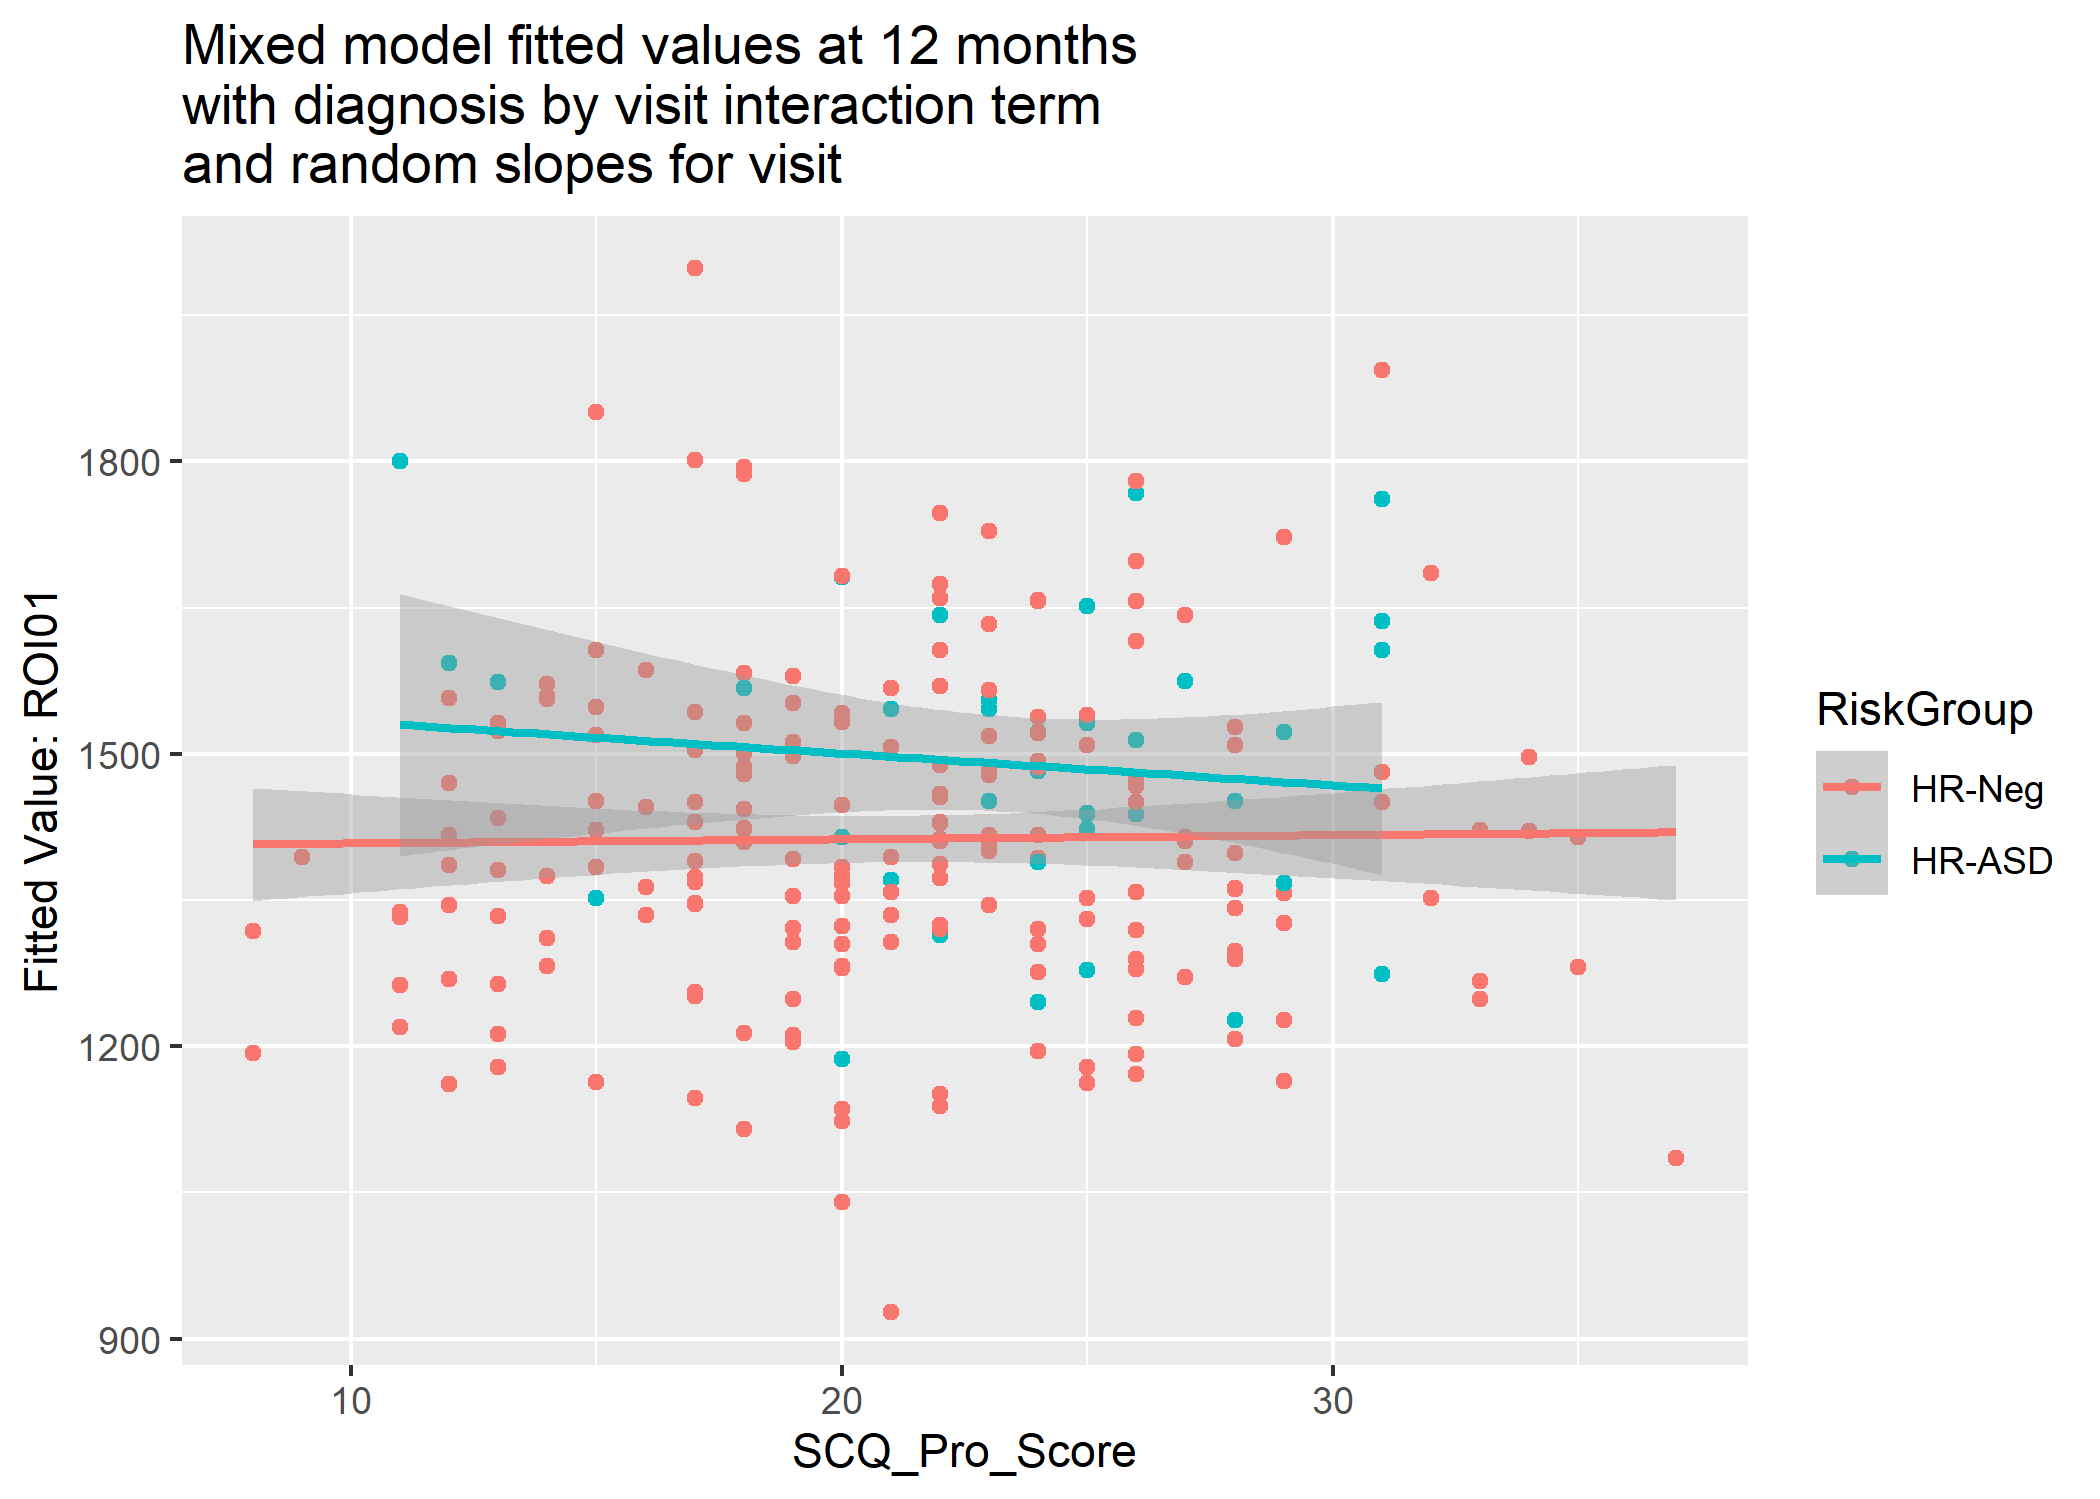 Mixed model fitted values at 12 months
with diagnosis by visit interaction term
and random slopes for visit
Fitted Value: ROI01
1800
1500
1200
900
10 20 30
SCQ_Pro_Score
RiskGroup
HR-Neg
HR-ASD